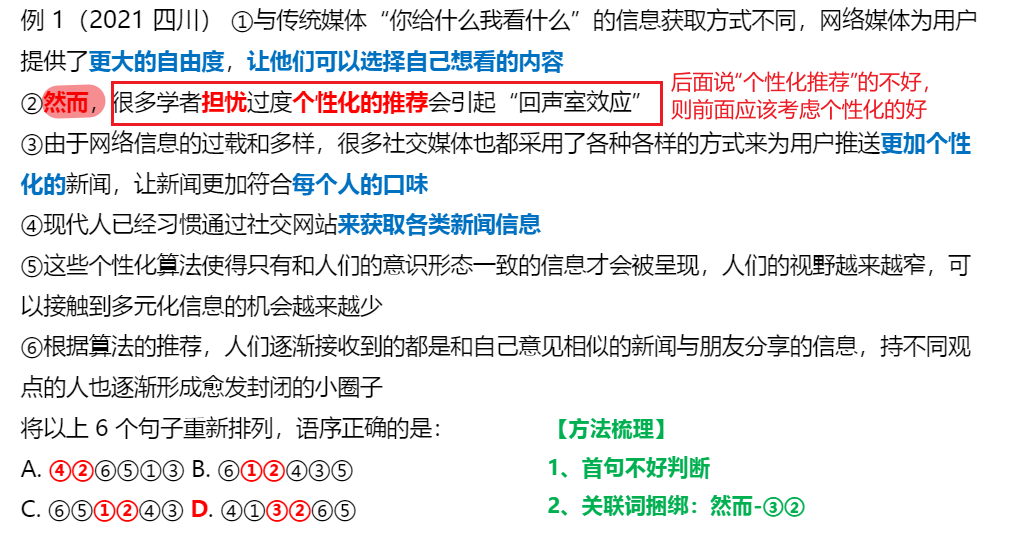 例 1（2021 四川） ①与传统媒体“你给什么我看什么”的信息获取方式不同，网络媒体为用户
提供了更大的自由度，让他们可以选择自己想看的内容
②然而，很多学者担忧过度个性化的推荐会引起“回声室效应”
后面说“个性化推荐”的不好，
则前面应该考虑个性化的好
③由于网络信息的过载和多样，很多社交媒体也都采用了各种各样的方式来为用户推送更加个性
化的新闻，让新闻更加符合每个人的口味
④现代人已经习惯通过社交网站来获取各类新闻信息
⑤这些个性化算法使得只有和人们的意识形态一致的信息才会被呈现，人们的视野越来越窄，可
以接触到多元化信息的机会越来越少
⑥根据算法的推荐，人们逐渐接收到的都是和自己意见相似的新闻与朋友分享的信息，持不同观
点的人也逐渐形成愈发封闭的小圈子
将以上 6 个句子重新排列，语序正确的是：
A. ④②⑥⑤①③ B. ⑥①②④③⑤
C. ⑥⑤①②④③ D. ④①③②⑥⑤
【方法梳理】
1、首句不好判断
2、关联词捆绑：然而-③②